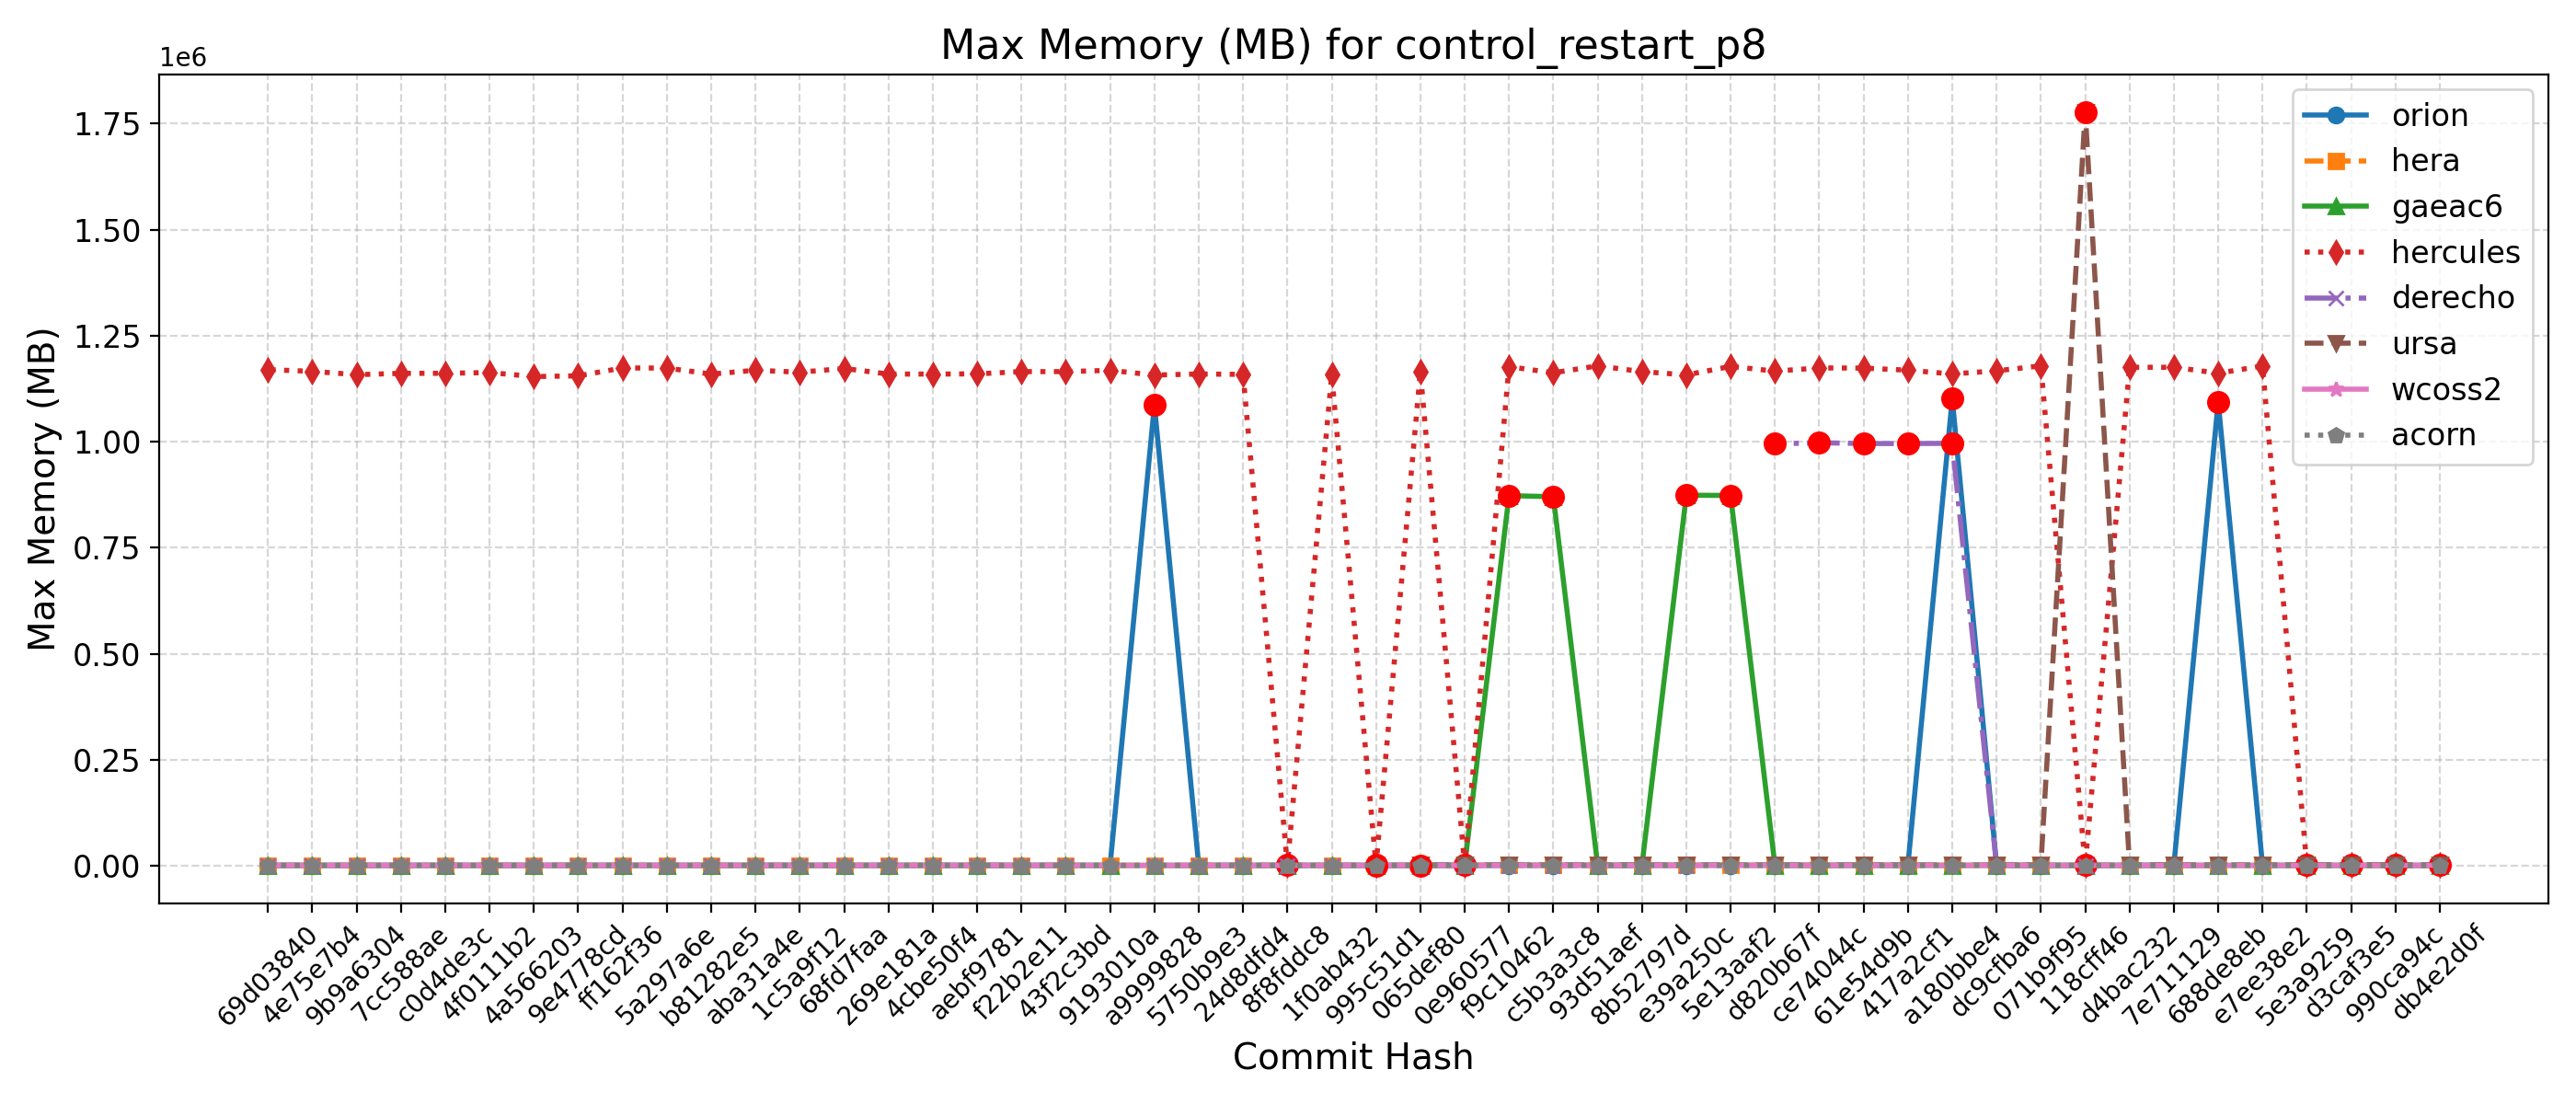 Max Memory (MB) for control_restart_p8
1e6
1.75
1.50
1.25
1.00
0.75
0.50
0.25
0.00
Max Memory (MB)
orion
hera
gaeac6
hercules
derecho
ursa
wcoss2
acorn
69d03840
4e75e7b4
9b9a6304
7cc588ae
c0d4de3c
4f0111b2
4a566203
9e4778cd
ff162f36
5a297a6e
b81282e5
aba31a4e
1c5a9f12
68fd7faa
269e181a
4cbe50f4
aebf9781
f22b2e11
43f2c3bd
9193010a
a9999828
5750b9e3
24d8dfd4
8f8fddc8
1f0ab432
995c51d1
065def80
0e960577
f9c10462
c5b3a3c8
93d51aef
8b52797d
e39a250c
5e13aaf2
d820b67f
ce74044c
61e54d9b
417a2cf1
a180bbe4
dc9cfba6
071b9f95
118cff46
d4bac232
7e711129
688de8eb
e7ee38e2
5e3a9259
d3caf3e5
990ca94c
db4e2d0f
Commit Hash